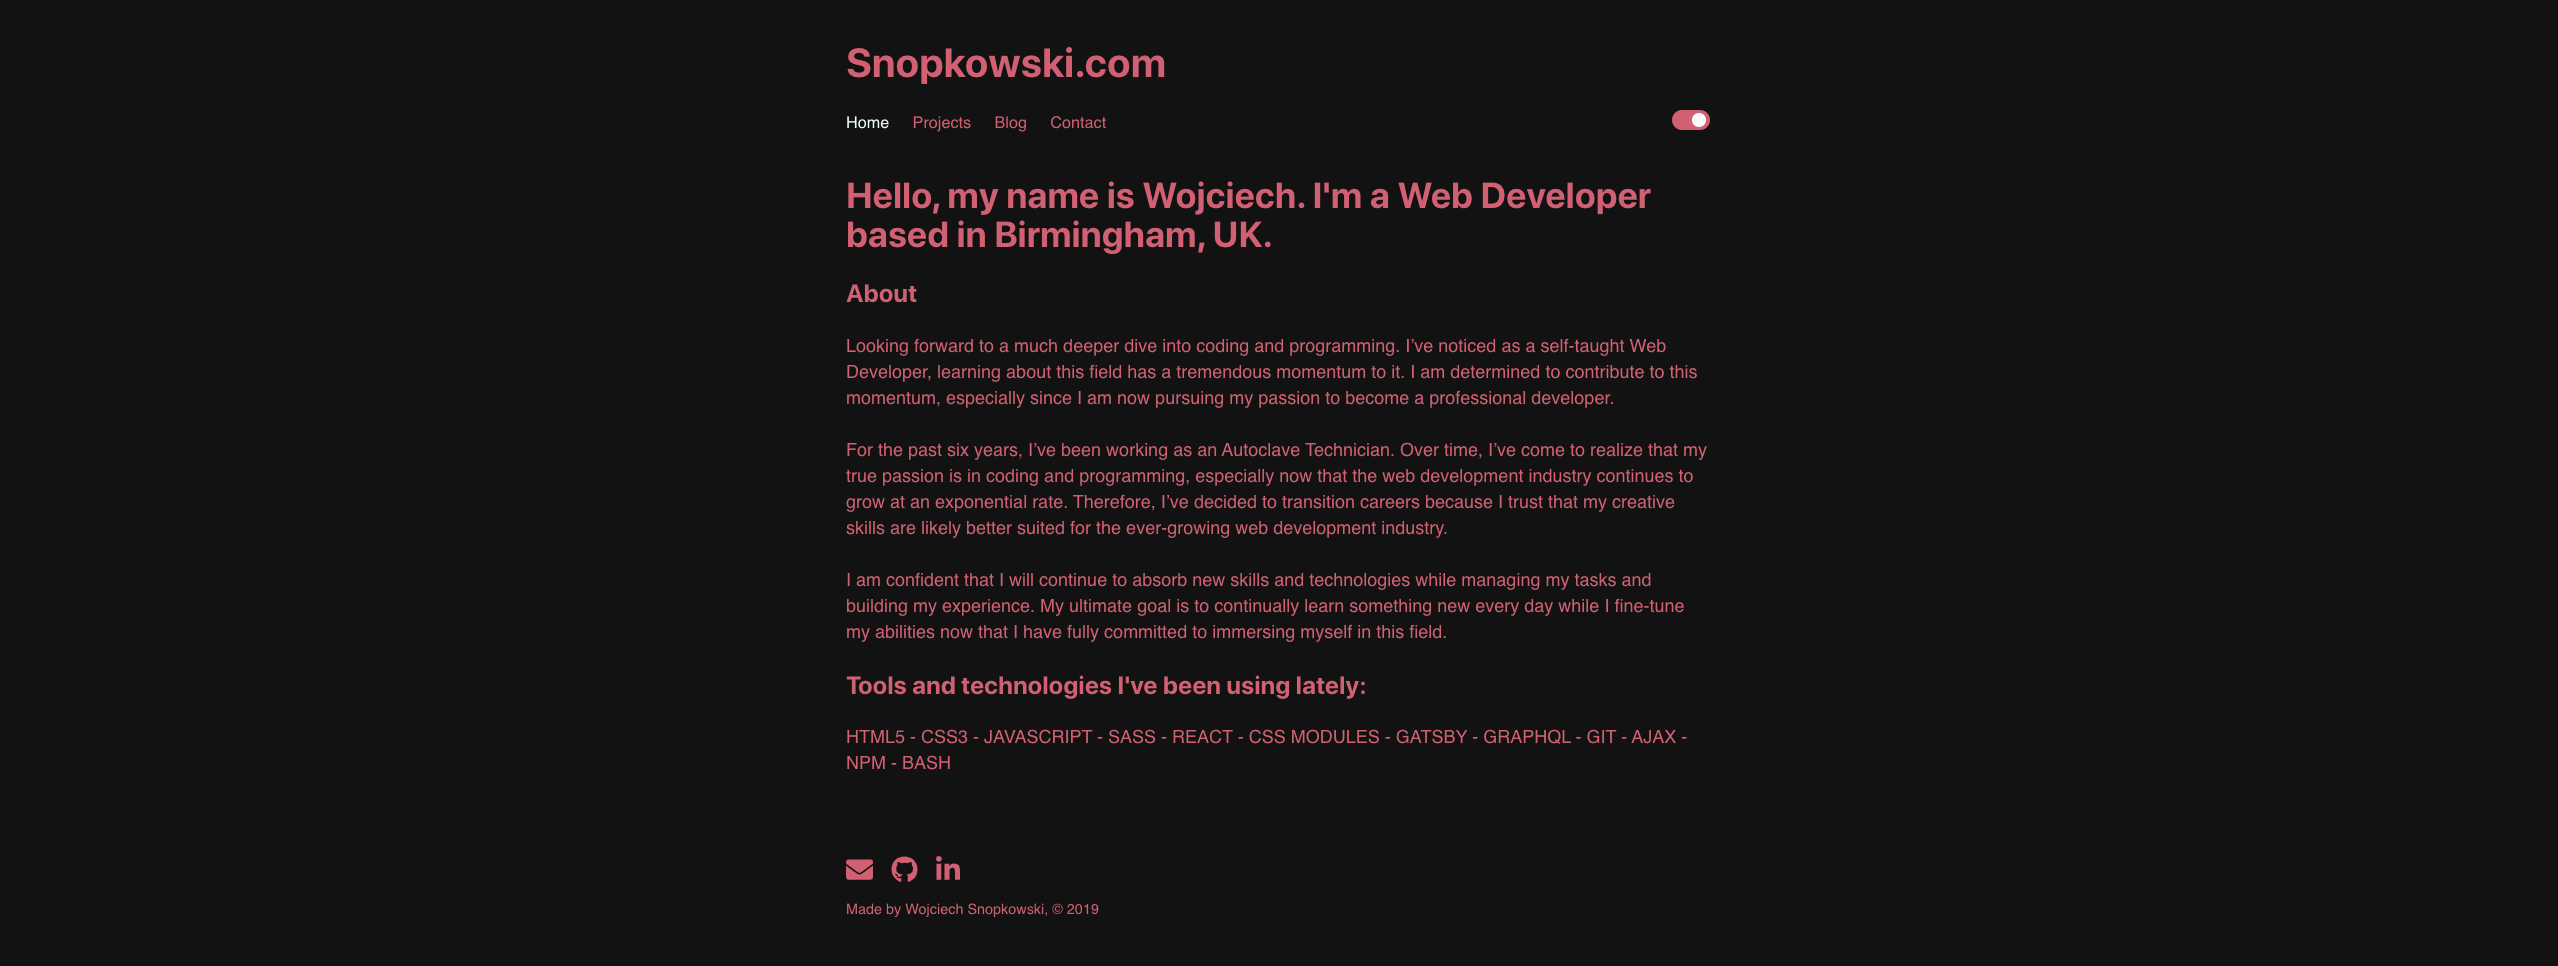 Snopkowski.com
Home Projects Blog Contact
Hello, my name is Wojciech. I'm a Web Developer
based in Birmingham, UK.
About
Looking forward to a much deeper dive into coding and programming. I’ve noticed as a self-taught Web
Developer, learning about this field has a tremendous momentum to it. I am determined to contribute to this
momentum, especially since I am now pursuing my passion to become a professional developer.
For the past six years, I’ve been working as an Autoclave Technician. Over time, I’ve come to realize that my
true passion is in coding and programming, especially now that the web development industry continues to
grow at an exponential rate. Therefore, I’ve decided to transition careers because I trust that my creative
skills are likely better suited for the ever-growing web development industry.
I am confident that I will continue to absorb new skills and technologies while managing my tasks and
building my experience. My ultimate goal is to continually learn something new every day while I fine-tune
my abilities now that I have fully committed to immersing myself in this field.
Tools and technologies I've been using lately:
HTML5 - CSS3 - JAVASCRIPT - SASS - REACT - CSS MODULES - GATSBY - GRAPHQL - GIT - AJAX -
NPM - BASH
in
Made by Wojciech Snopkowski, © 2019